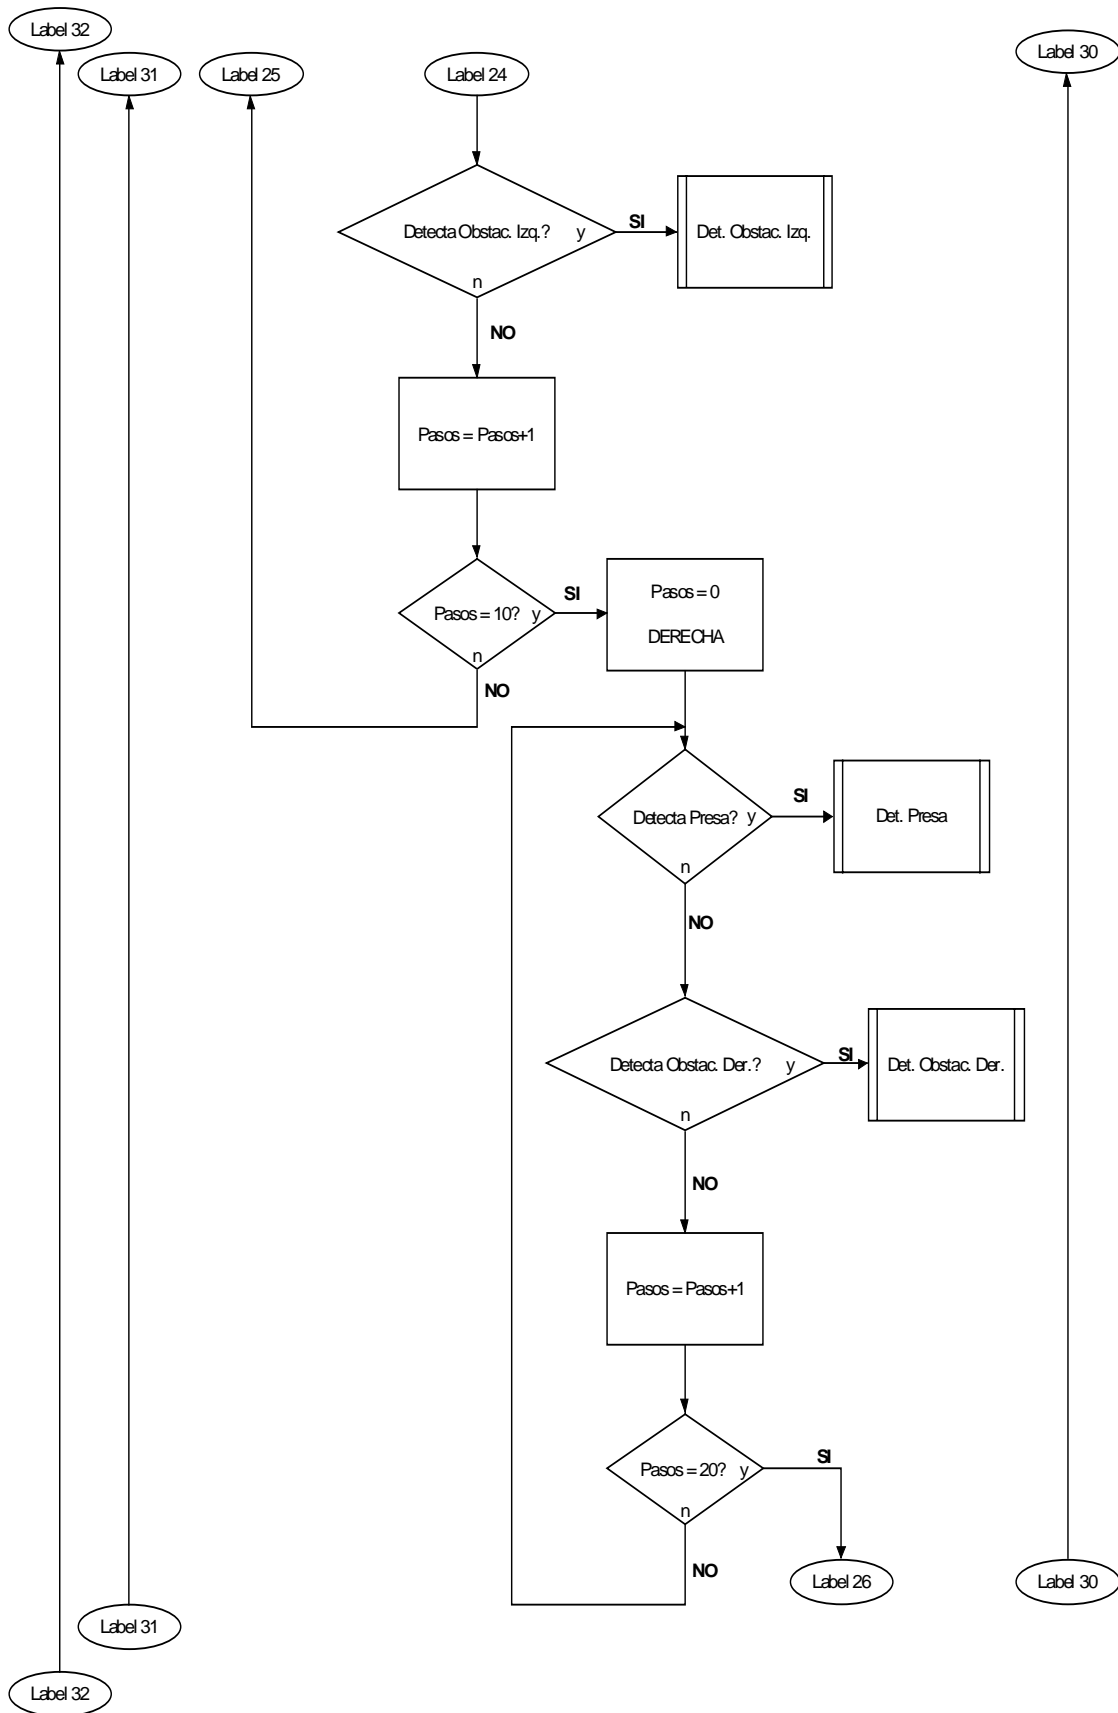 Label 32
Label 30
Label 31
Label 25
Label 24
Detecta Obstac. Izq.?
y
SI
Det. Obstac. Izq.
n
NO
Pasos = Pasos+1
Pasos = 10?
y
SI
Pasos = 0
DERECHA
n
NO
Detecta Presa?
y
SI
Det. Presa
n
NO
Detecta Obstac. Der.?
y
SI
Det. Obstac. Der.
n
NO
Pasos = Pasos+1
Pasos = 20?
y
SI
n
NO
Label 26
Label 30
Label 31
Label 32